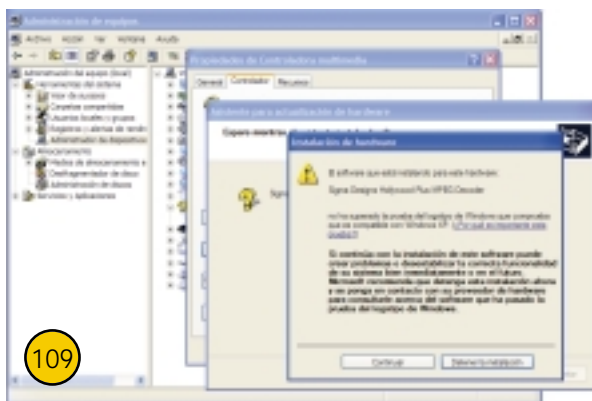 Administración de equipos
Archivo Acción Ver Ventana Ayuda
Administración del equipo (local)
Herramientas del sistema
Visor de sucesos
Carpetas compartidas
Usuarios locales y grupos
Registros y alertas de rendim
Administrador de dispositivos
Almacenamiento
Medios de almacenamiento e
Desfragmentador de disco
Administración de discos
Servicios y Aplicaciones
Propiedades de Controladora multimedia
General Controlador Recursos
Asistente para actualización de hardware
Espere mientras
Instalación de hardware
El software que está instalando para este hardware:
Sigma Designs Hollywood Plus MPEG Decoder
no ha superado la prueba del logotipo de Windows que comprueba
que es compatible con Windows XP. (¿Por qué es importante esta
prueba?)
Si continúa con la instalación de este software puede
crear problemas o desestabilizar la correcta funcionalidad
de su sistema bien inmediatamente o en el futuro.
Microsoft recomienda que detenga esta instalación ahora
y se ponga en contacto con su proveedor de hardware
para consultarle acerca del software que ha pasado la
prueba del logotipo de Windows.
Continuar Detener la instalación
109